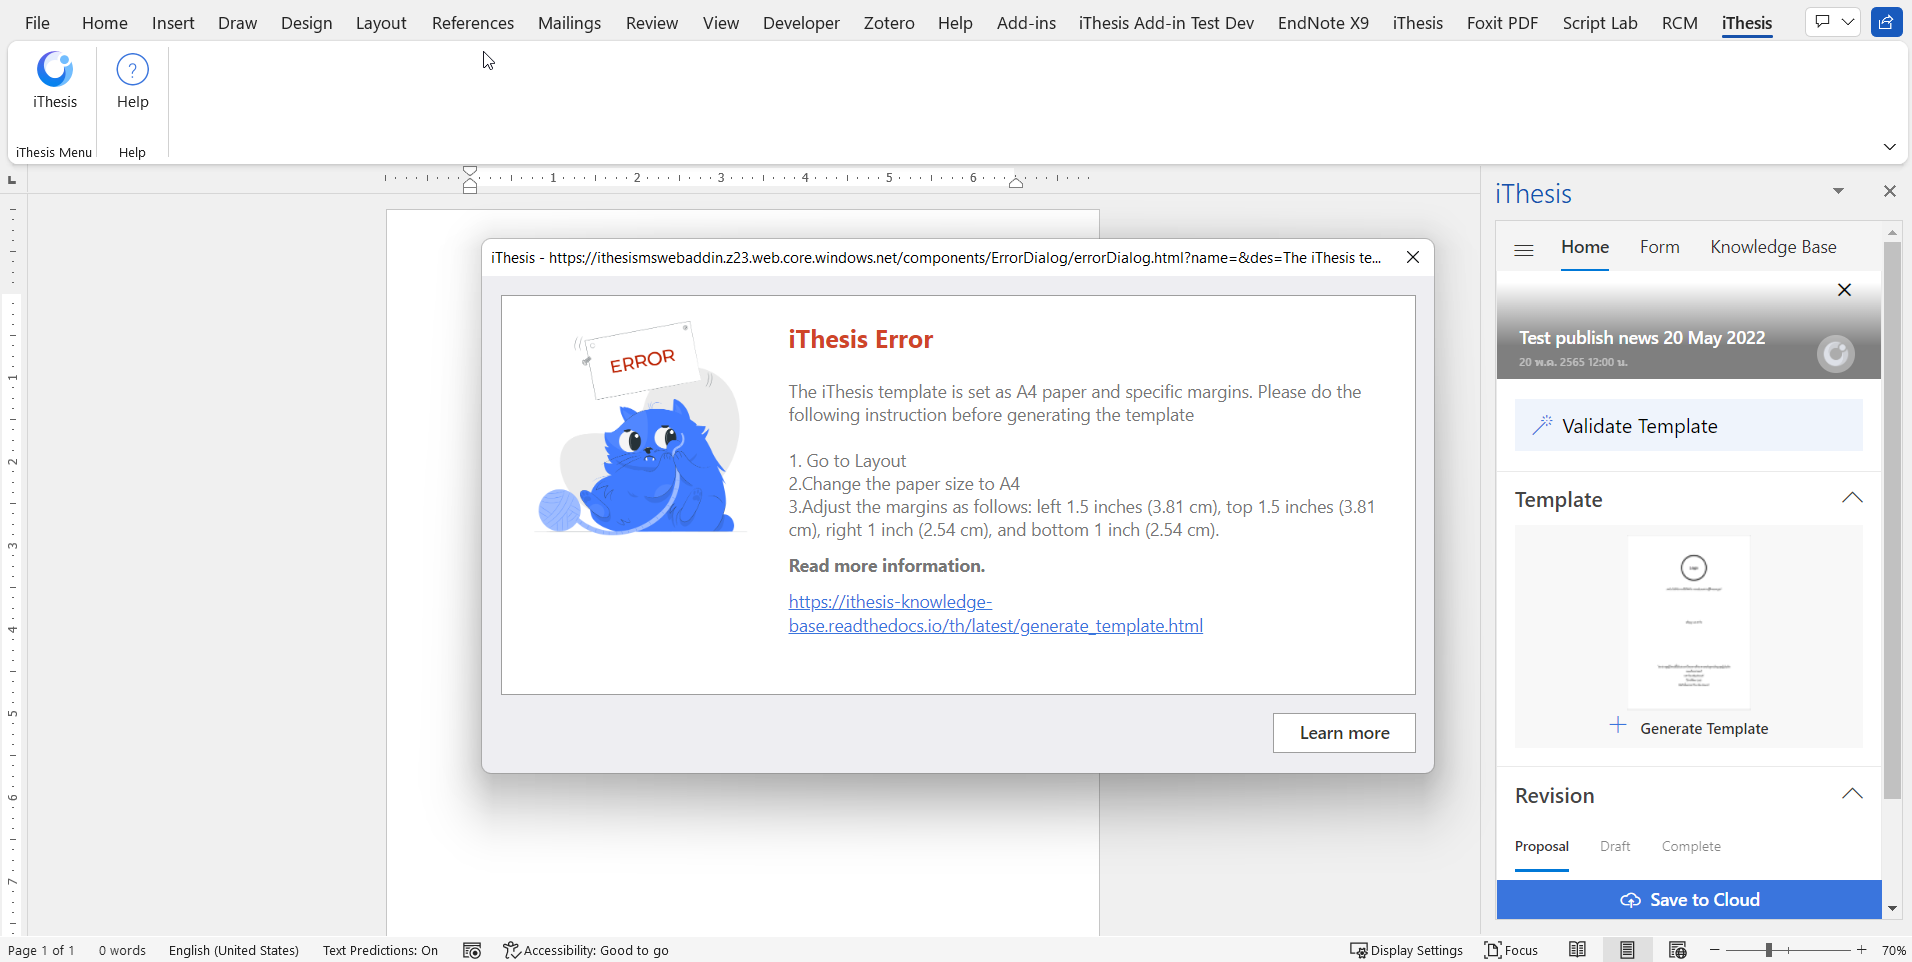 File Home Insert Draw Design Layout References Mailings Review View Developer Zotero Help Add-ins iThesis Add-in Test Dev EndNote X9 iThesis Foxit PDF Script Lab RCM iThesis
iThesis
Help
iThesis Menu
Help
1 2 3 4 5 6
1
2
3
4
5
6
7
iThesis - https://ithesismswebaddin.z23.web.core.windows.net/components/ErrorDialog/errorDialog.html?name=&des=The iThesis te...
ERROR
iThesis Error
The iThesis template is set as A4 paper and specific margins. Please do the
following instruction before generating the template
1. Go to Layout
2.Change the paper size to A4
3.Adjust the margins as follows: left 1.5 inches (3.81 cm), top 1.5 inches (3.81
cm), right 1 inch (2.54 cm), and bottom 1 inch (2.54 cm).
Read more information.
https://ithesis-knowledge-
base.readthedocs.io/th/latest/generate_template.html
Learn more
iThesis
Home Form Knowledge Base
Test publish news 20 May 2022
20 พ.ค. 2565 12:00 น.
Validate Template
Template
Generate Template
Revision
Proposal Draft Complete
Save to Cloud
Page 1 of 1 0 words English (United States) Text Predictions: On Accessibility: Good to go Display Settings Focus 70%